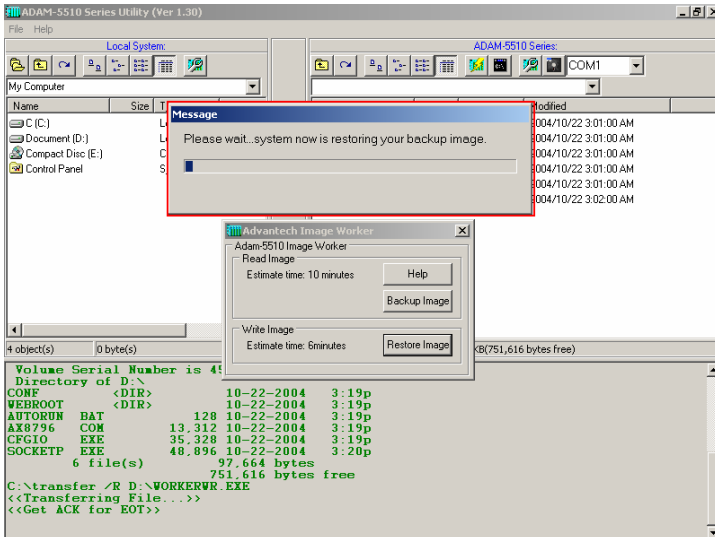 ADAM-5510 Series Utility (Ver 1.30)
File Help
Local System:
ADAM-5510 Series:
COM1
My Computer
Name Size
Modified
C (C:)
Document (D:)
Compact Disc (E:)
Control Panel
2004/10/22 3:01:00 AM
2004/10/22 3:01:00 AM
2004/10/22 3:01:00 AM
2004/10/22 3:01:00 AM
2004/10/22 3:01:00 AM
2004/10/22 3:02:00 AM
Message
Please wait...system now is restoring your backup image.
Advantech Image Worker
Adam-5510 Image Worker
Read Image
Estimate time: 10 minutes
Help
Backup Image
Write Image
Estimate time: 6minutes
Restore Image
4 object(s) 0 byte(s)
KB(751,616 bytes free)
Volume Serial Number is
Directory of D:\
CONF <DIR> 10-22-2004 3:19p
WEBROOT <DIR> 10-22-2004 3:19p
AUTORUN BAT 128 10-22-2004 3:19p
AX8796 COM 13,312 10-22-2004 3:19p
CFGIO EXE 35,328 10-22-2004 3:19p
SOCKETP EXE 48,896 10-22-2004 3:20p
6 file(s) 97,664 bytes
751,616 bytes free
C:\transfer /R D:\WORKERWR.EXE
<<Transferring File...>>
<<Get ACK for EOT>>